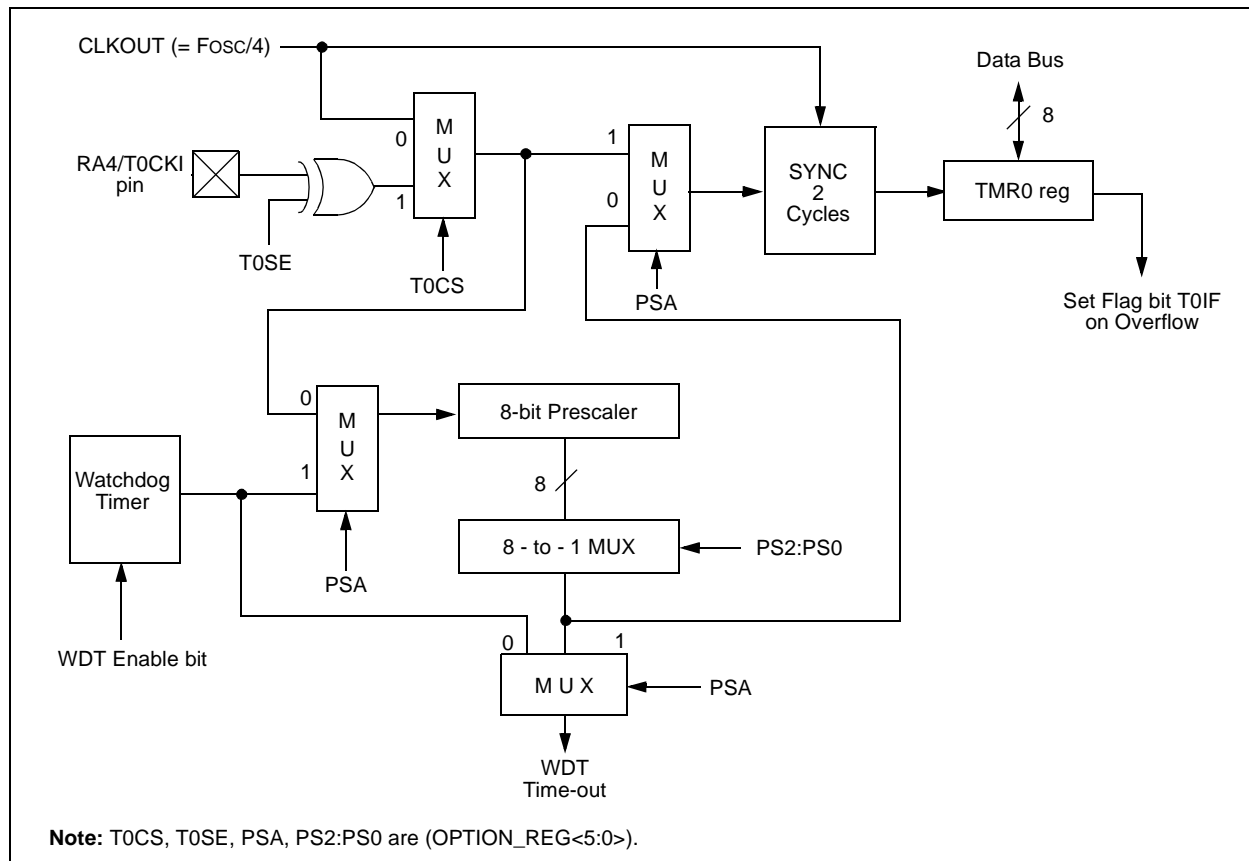 CLKOUT (= FOSC/4)
Data Bus
8
M
U
X
0
1
RA4/T0CKI
pin
T0SE
T0CS
1
0
M
U
X
PSA
SYNC
2
Cycles
TMR0 reg
Set Flag bit T0IF
on Overflow
0
1
M
U
X
8-bit Prescaler
Watchdog
Timer
8
PSA
8 - to - 1 MUX
PS2:PS0
WDT Enable bit
0
1
M U X
PSA
WDT
Time-out
Note: T0CS, T0SE, PSA, PS2:PS0 are (OPTION_REG<5:0>).